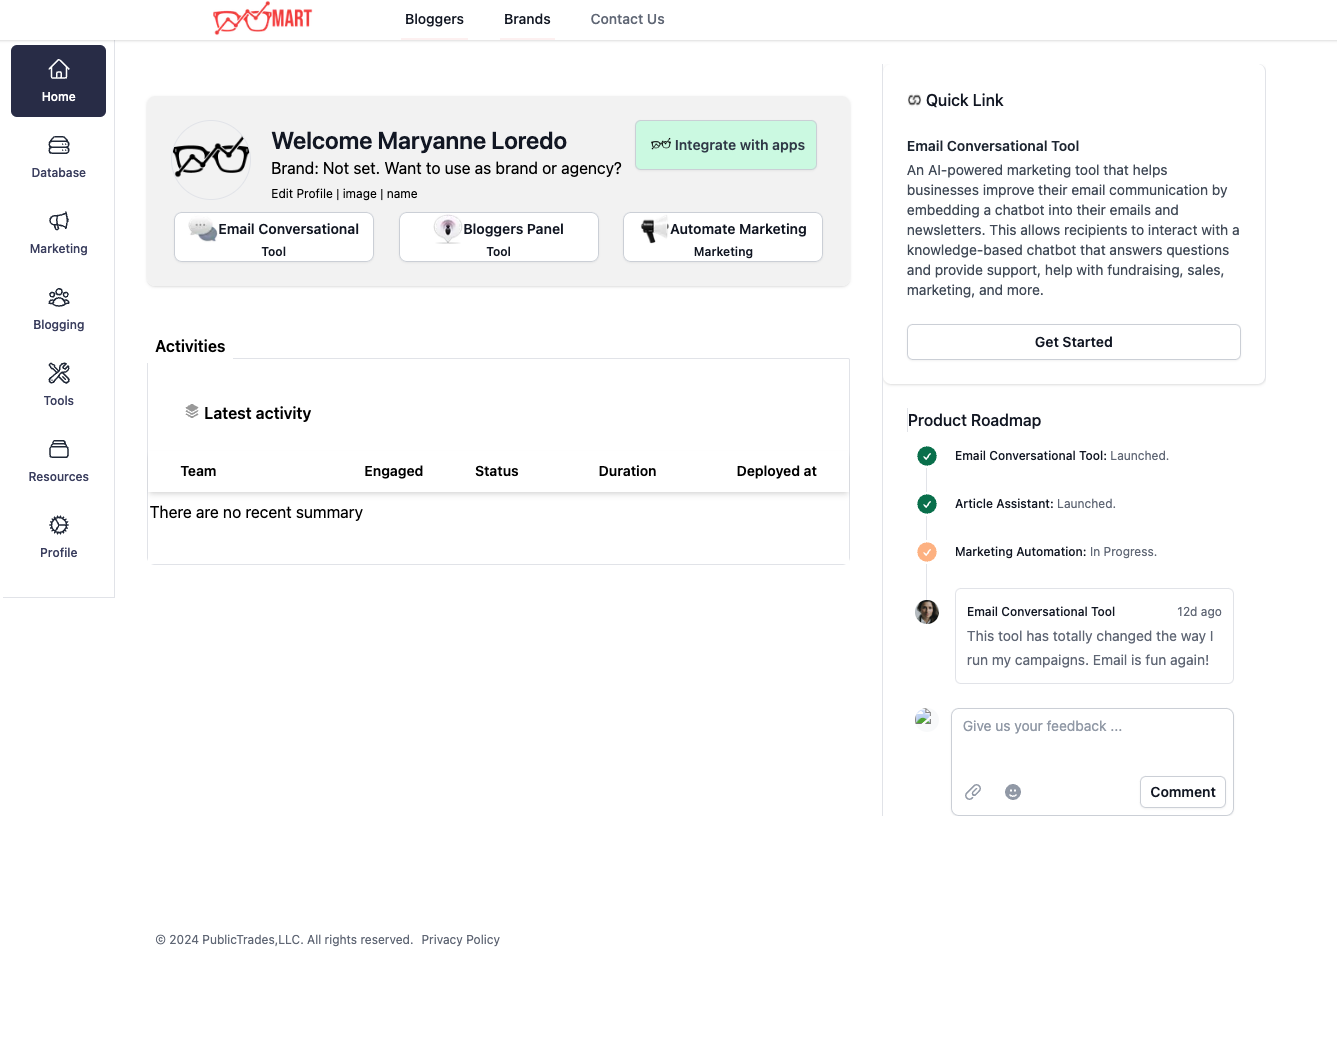 MART
Bloggers
Brands
Contact Us
Home
Database
Marketing
Blogging
Tools
Resources
Profile
Welcome Maryanne Loredo
Brand: Not set. Want to use as brand or agency?
Edit Profile | image | name
Integrate with apps
Email Conversational
Tool
Bloggers Panel
Tool
Automate Marketing
Marketing
Activities
Latest activity
Team Engaged Status Duration Deployed at
There are no recent summary
Quick Link
Email Conversational Tool
An AI-powered marketing tool that helps
businesses improve their email communication by
embedding a chatbot into their emails and
newsletters. This allows recipients to interact with a
knowledge-based chatbot that answers questions
and provide support, help with fundraising, sales,
marketing, and more.
Get Started
Product Roadmap
Email Conversational Tool: Launched.
Article Assistant: Launched.
Marketing Automation: In Progress.
Email Conversational Tool 12d ago
This tool has totally changed the way I
run my campaigns. Email is fun again!
Give us your feedback ...
Comment
© 2024 PublicTrades,LLC. All rights reserved. Privacy Policy